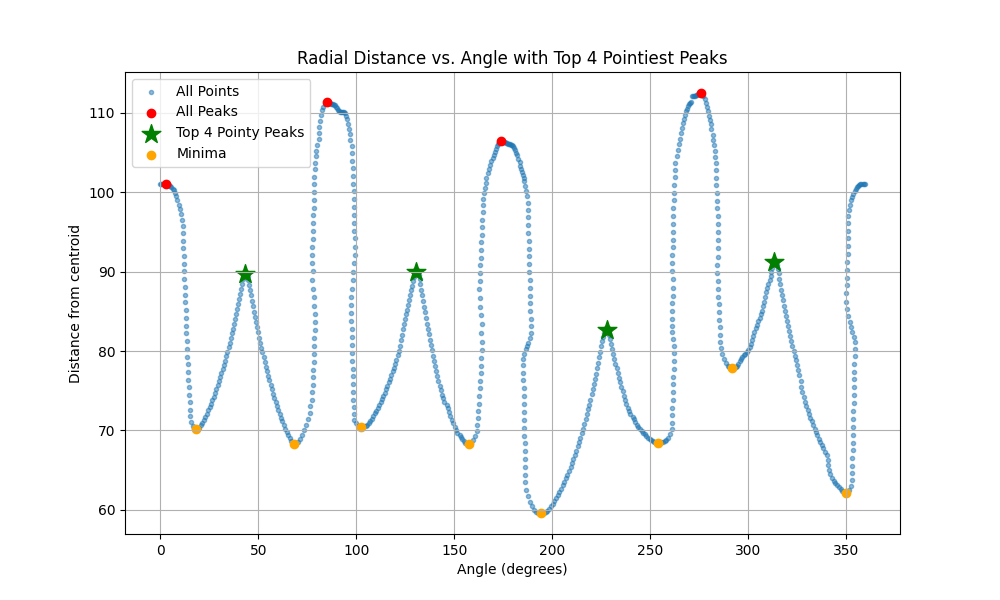 Radial Distance vs. Angle with Top 4 Pointiest Peaks
All Points
All Peaks
Top 4 Pointy Peaks
Minima
Distance from centroid
110
100
90
80
70
60
0 50 100 150 200 250 300 350
Angle (degrees)